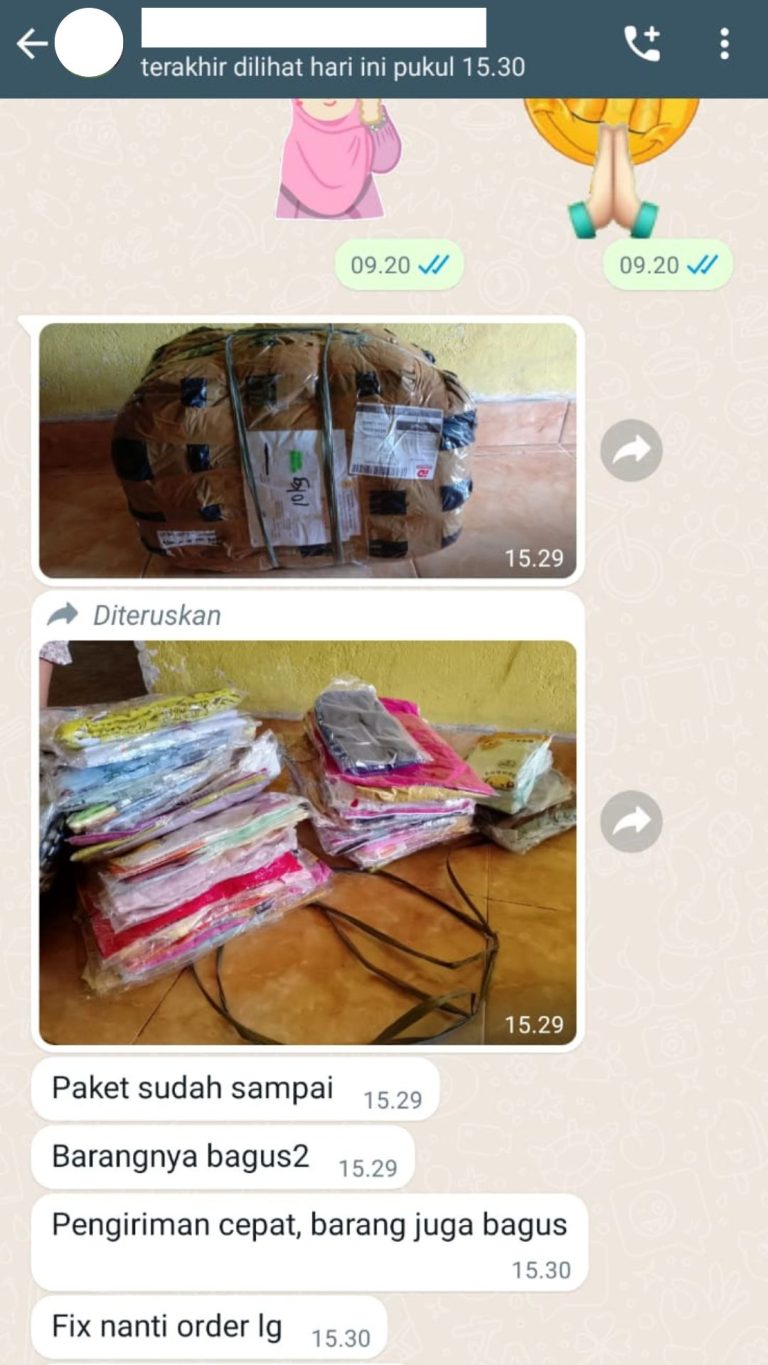 terakhir dilihat hari ini pukul 15.30
09.20
09.20
10kg
15.29
Diteruskan
15.29
Paket sudah sampai 15.29
Barangnya bagus2 15.29
Pengiriman cepat, barang juga bagus
15.30
Fix nanti order lg 15.30